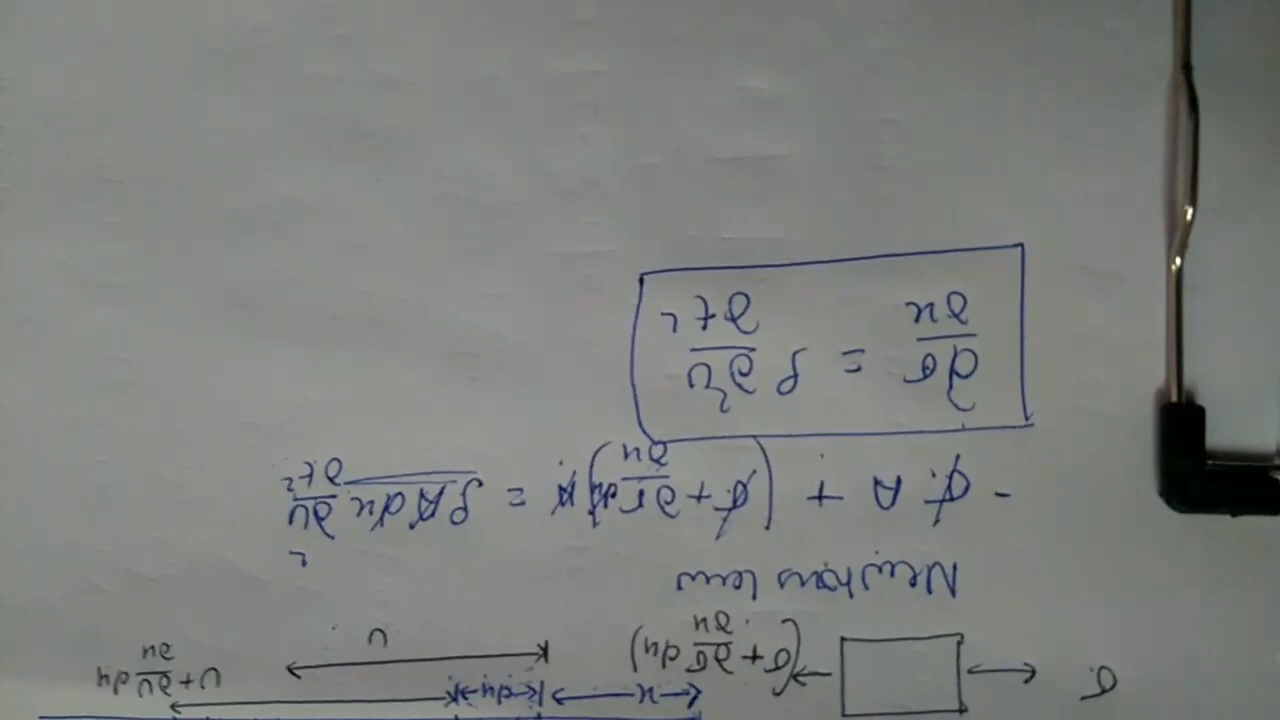 σ (σ + ∂σ/∂x dx) x dx U U + ∂U/∂x dx
Newtons law
- σ. A + (σ + ∂σ/∂x dx) A = ρ A dx ∂²U/∂t²
∂σ/∂x = ρ ∂²U/∂t²